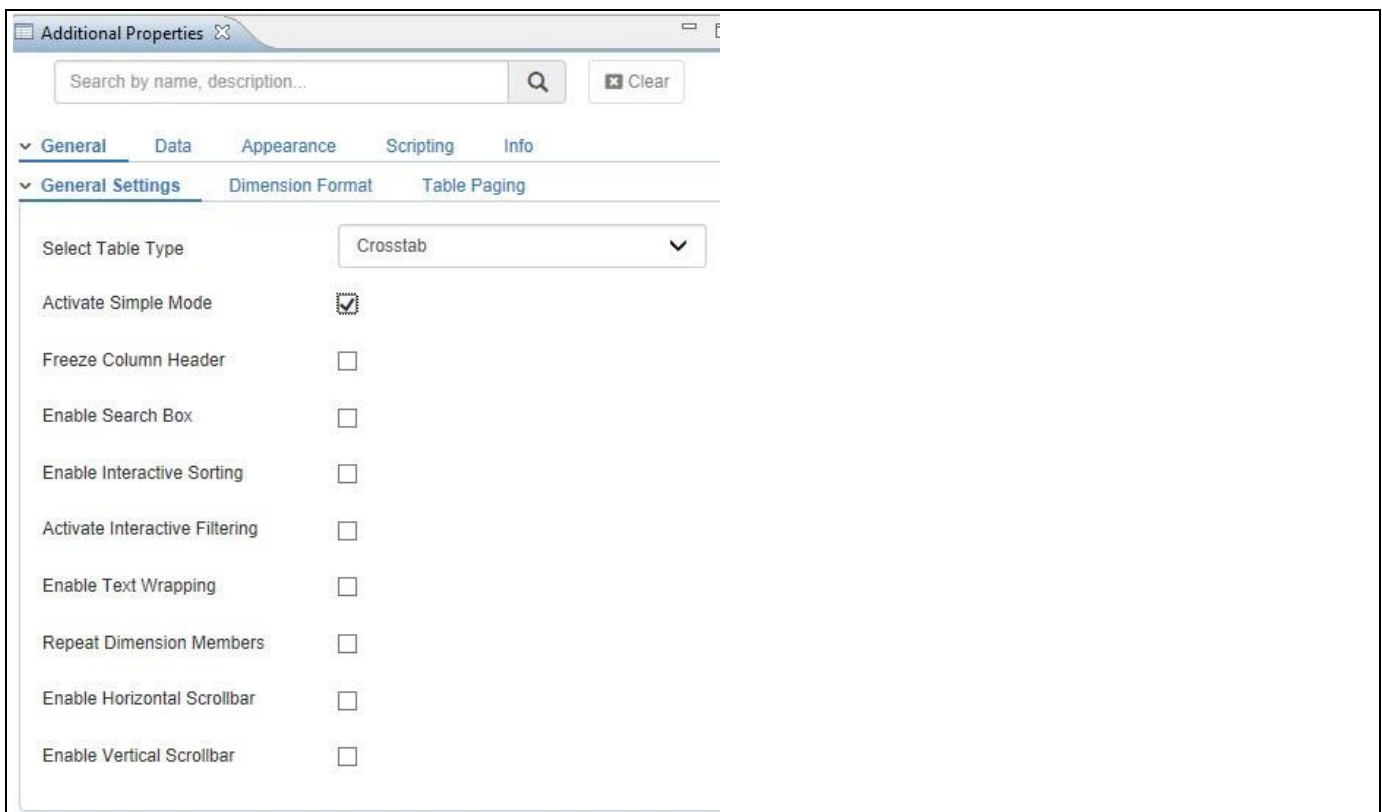 Additional Properties
Search by name, description...
Clear
General Data Appearance Scripting Info
General Settings Dimension Format Table Paging
Select Table Type Crosstab
Activate Simple Mode
Freeze Column Header
Enable Search Box
Enable Interactive Sorting
Activate Interactive Filtering
Enable Text Wrapping
Repeat Dimension Members
Enable Horizontal Scrollbar
Enable Vertical Scrollbar